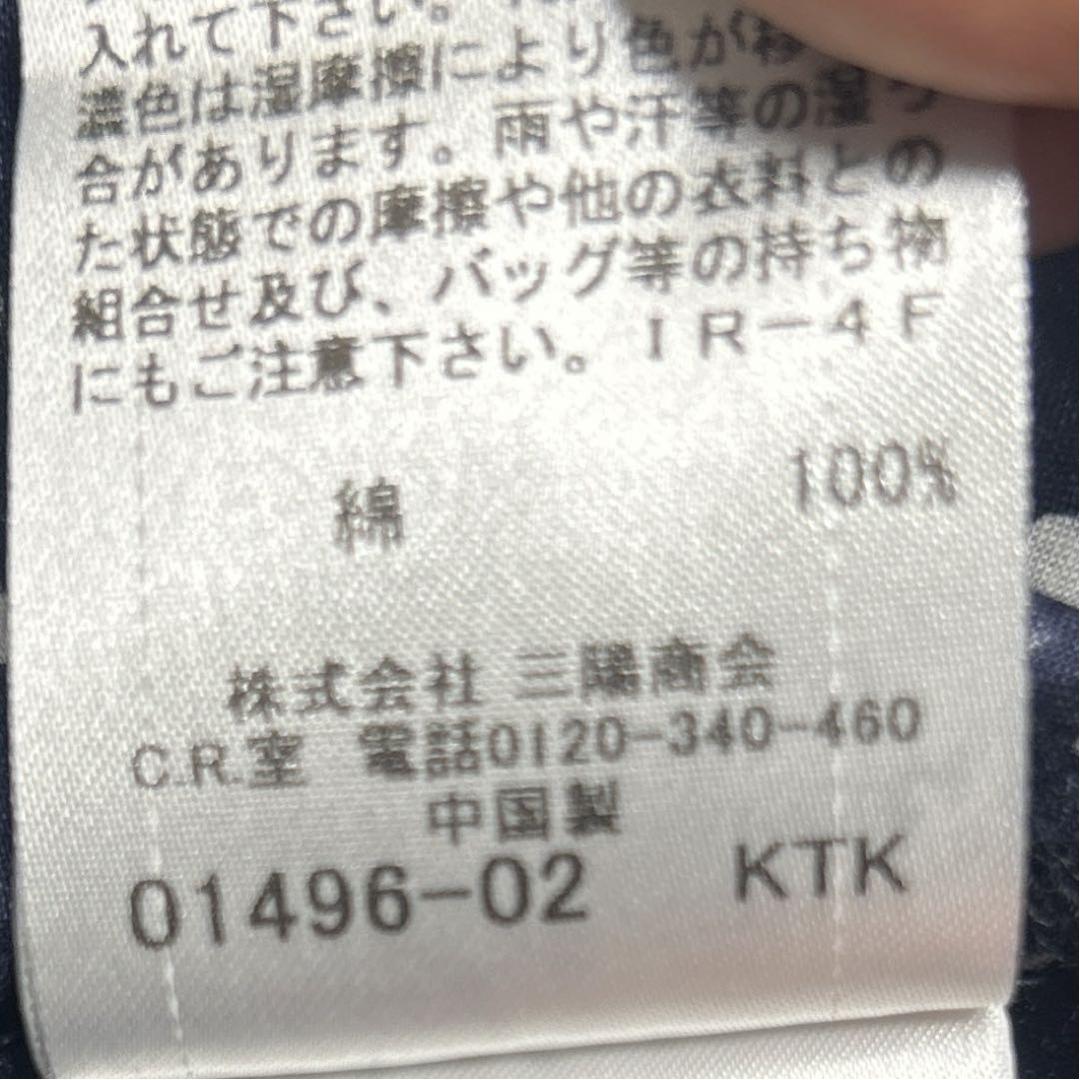 入れて下さい。
濃色は湿摩擦により色が移
合があります。雨や汗等の湿っ
た状態での摩擦や他の衣料との
組合せ及び、バッグ等の持ち物
にもご注意下さい。IR-4F
綿 100%
株式会社 三陽商会
C.R.室 電話0120-340-460
中国製
01496-02 KTK